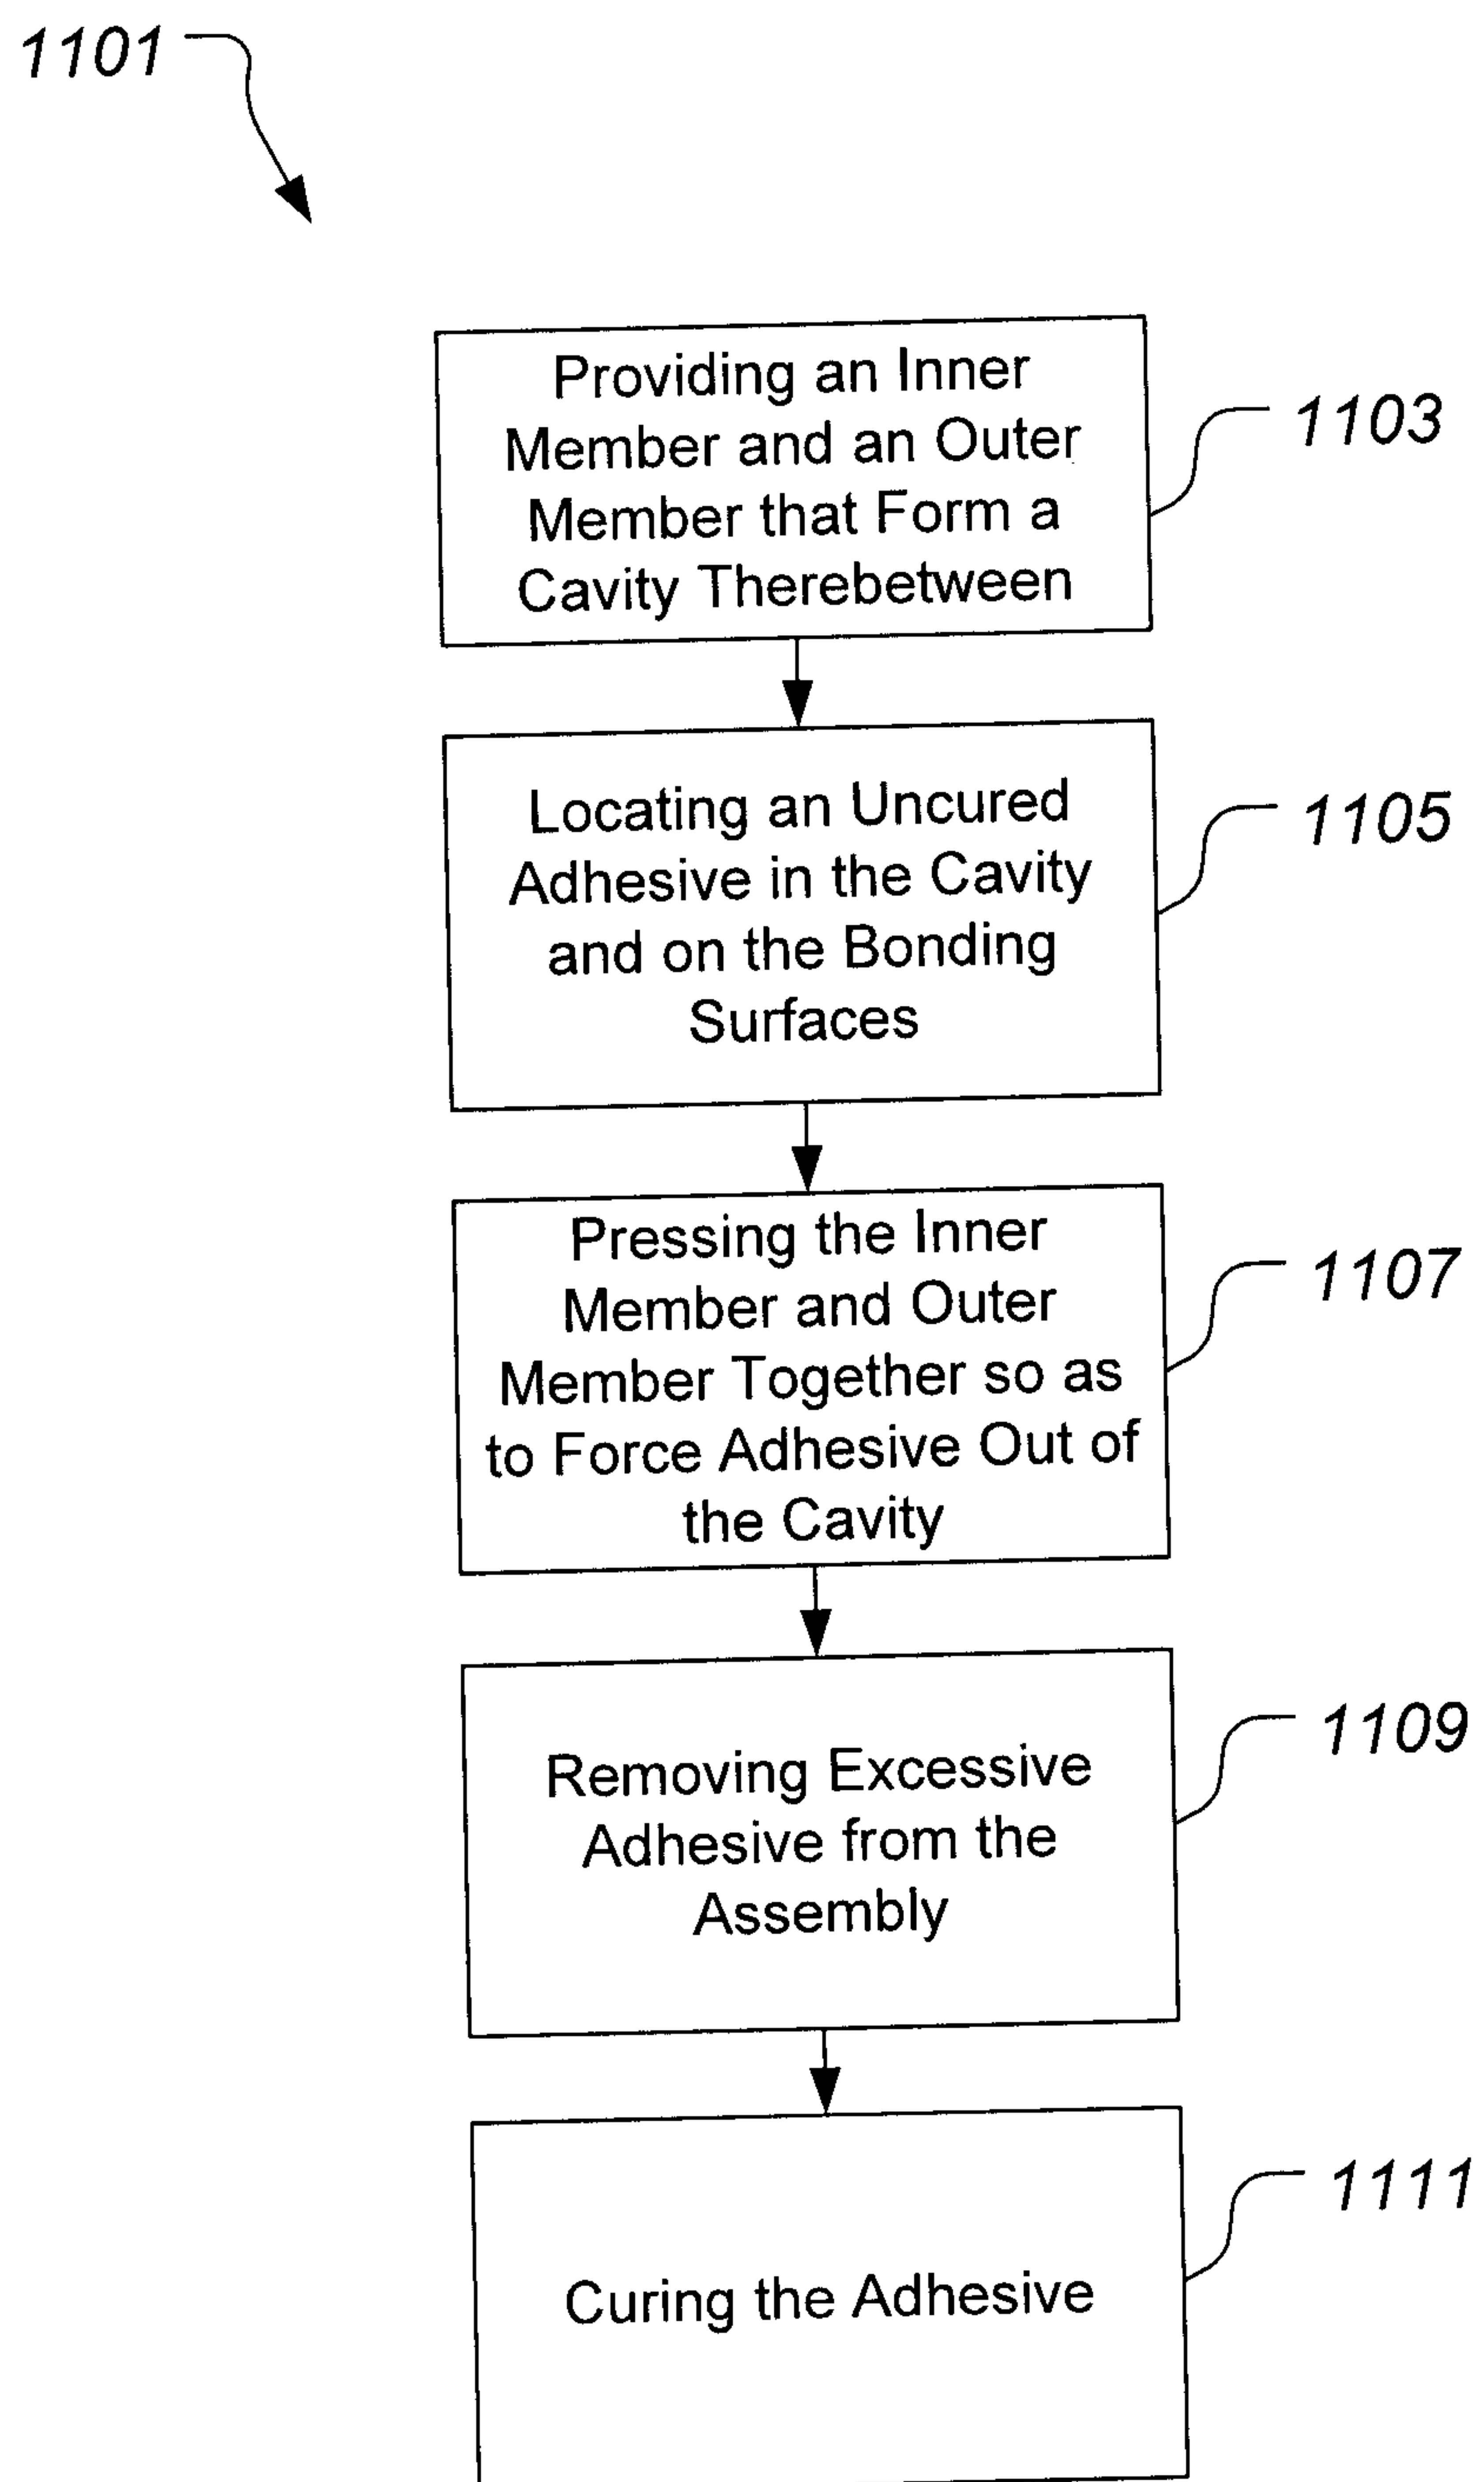 1101
Providing an Inner
Member and an Outer
Member that Form a
Cavity Therebetween
1103
Locating an Uncured
Adhesive in the Cavity
and on the Bonding
Surfaces
1105
Pressing the Inner
Member and Outer
Member Together so as
to Force Adhesive Out of
the Cavity
1107
Removing Excessive
Adhesive from the
Assembly
1109
Curing the Adhesive
1111